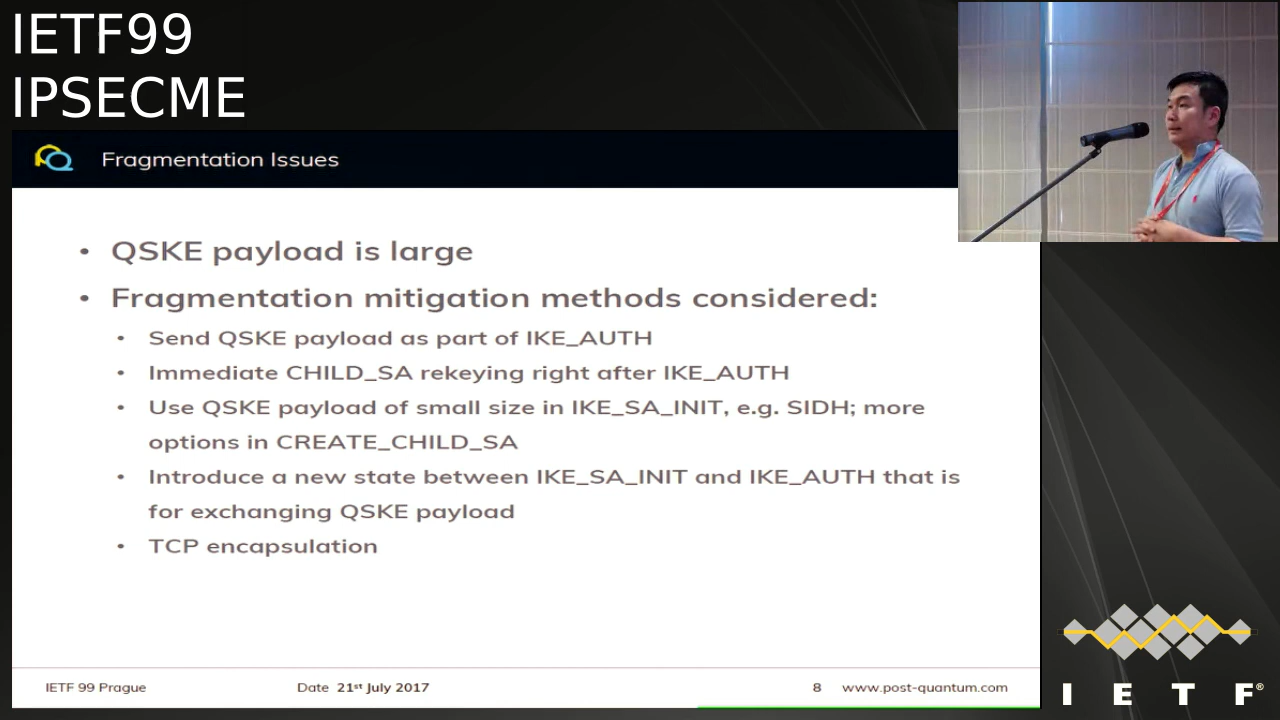 IETF99
IPSECME
Fragmentation Issues
• QSKE payload is large
• Fragmentation mitigation methods considered:
• Send QSKE payload as part of IKE_AUTH
• Immediate CHILD_SA rekeying right after IKE_AUTH
• Use QSKE payload of small size in IKE_SA_INIT, e.g. SIDH; more
options in CREATE_CHILD_SA
• Introduce a new state between IKE_SA_INIT and IKE_AUTH that is
for exchanging QSKE payload
• TCP encapsulation
IETF 99 Prague Date 21st July 2017 8 www.post-quantum.com
I E T F®